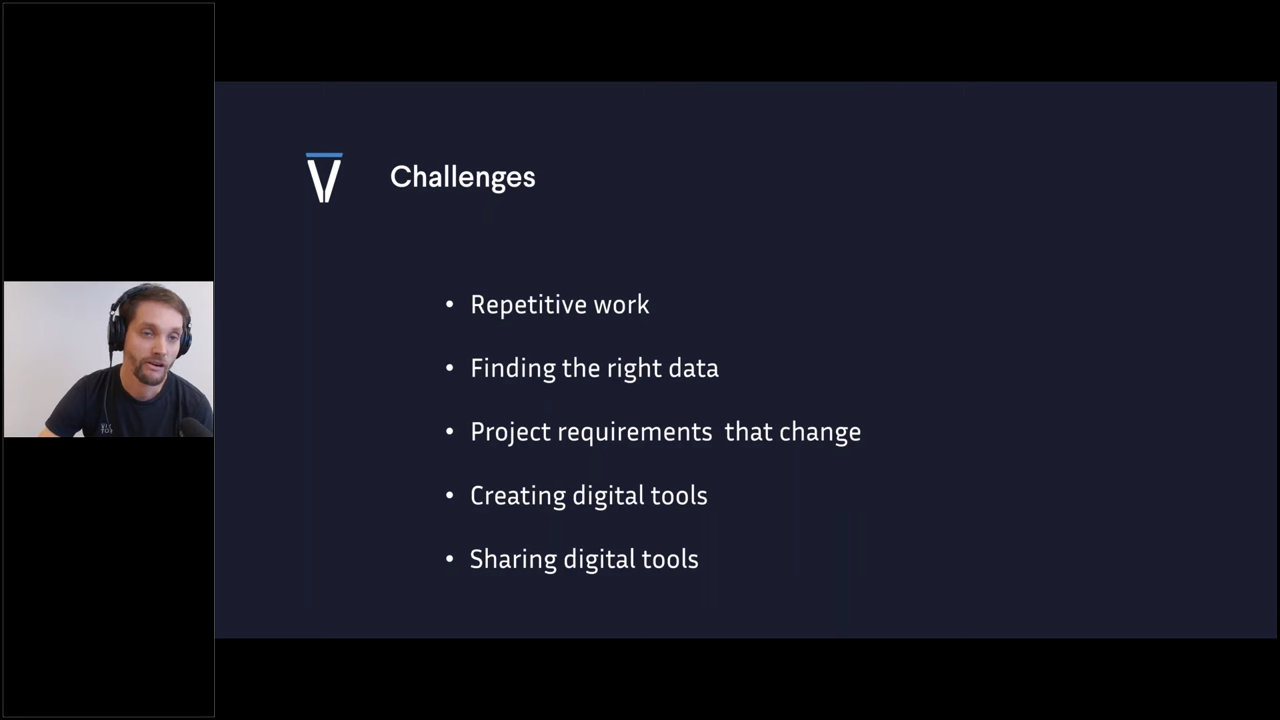 Challenges
• Repetitive work
• Finding the right data
• Project requirements  that change
• Creating digital tools
• Sharing digital tools